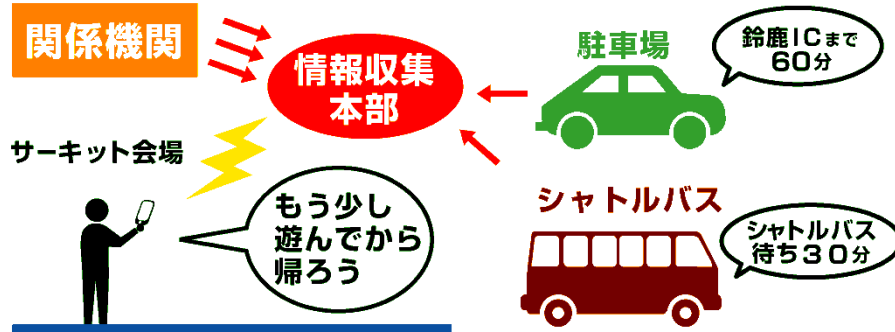 関係機関
情報収集
本部
駐車場
鈴鹿ICまで
60分
サーキット会場
もう少し
遊んでから
帰ろう
シャトルバス
シャトルバス
待ち30分